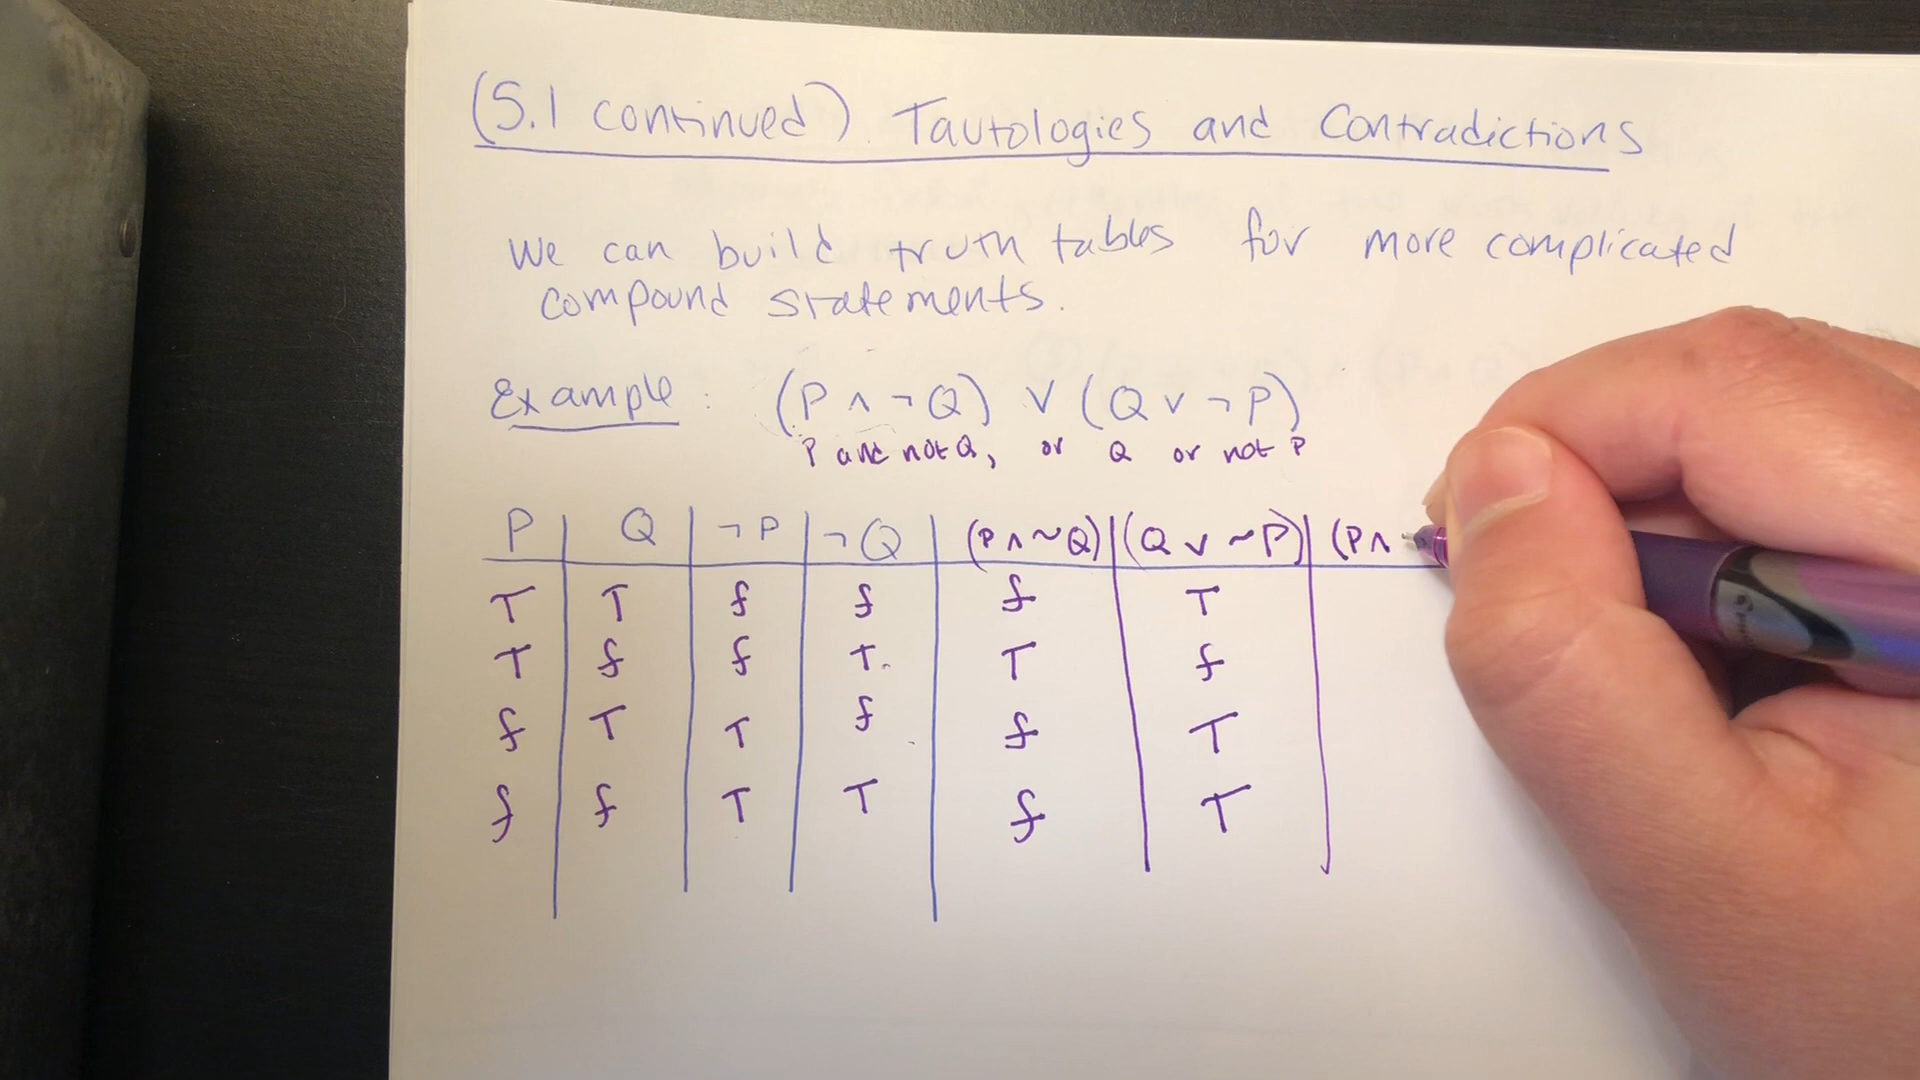 (5.1 continued) Tautologies and Contradictions
We can build truth tables for more complicated
compound statements.
Example: (P ∧ ¬Q) ∨ (Q ∨ ¬P)
P and not Q, or Q or not P
P Q ¬P ¬Q (P ∧ ~Q) (Q ∨ ~P) (P ∧
T T f f f T
T f f T. T f
f T T f f T
f f T T f T